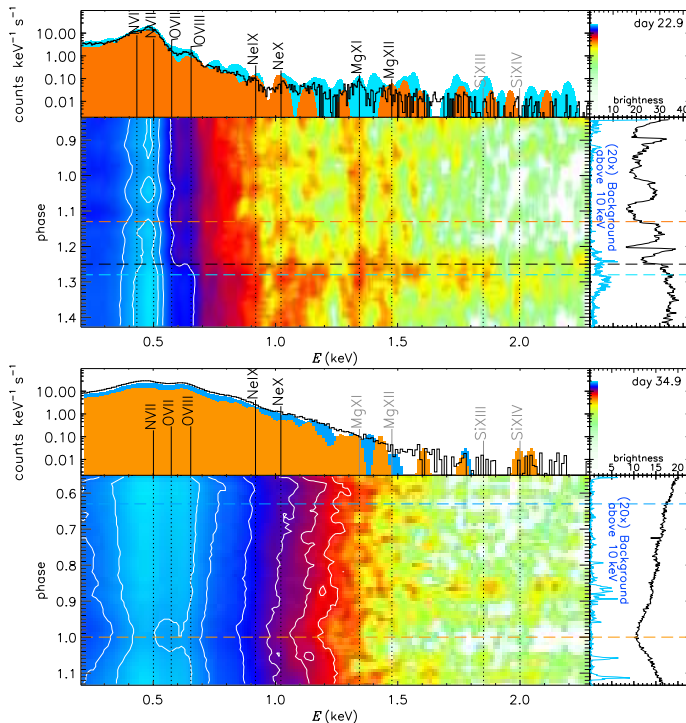 day 22.9
counts keV⁻¹ s⁻¹
10.00
1.00
0.10
0.01
NVI
NVII
OVII
OVIII
NeIX
NeX
MgXI
MgXII
SiXIII
SiXIV
brightness
10 20 30 40
(20x) Background
above 10 keV
phase
0.9
1.0
1.1
1.2
1.3
1.4
0.5 1.0 1.5 2.0
E (keV)
day 34.9
counts keV⁻¹ s⁻¹
10.00
1.00
0.10
0.01
NVII
OVII
OVIII
NeIX
NeX
MgXI
MgXII
SiXIII
SiXIV
brightness
5 10 15 20
(20x) Background
above 10 keV
phase
0.6
0.7
0.8
0.9
1.0
1.1
0.5 1.0 1.5 2.0
E (keV)